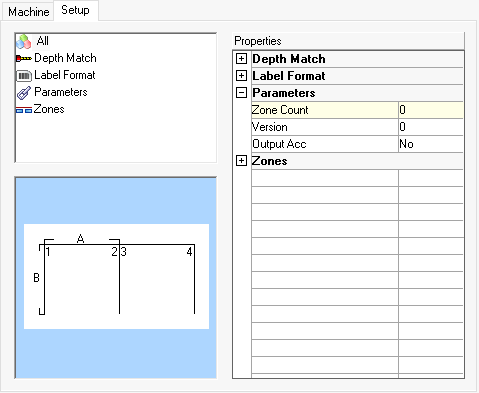 Machine Setup
All
Depth Match
Label Format
Parameters
Zones
Properties
Depth Match
Label Format
Parameters
Zone Count 0
Version 0
Output Acc No
Zones
A
1 2 3 4
B